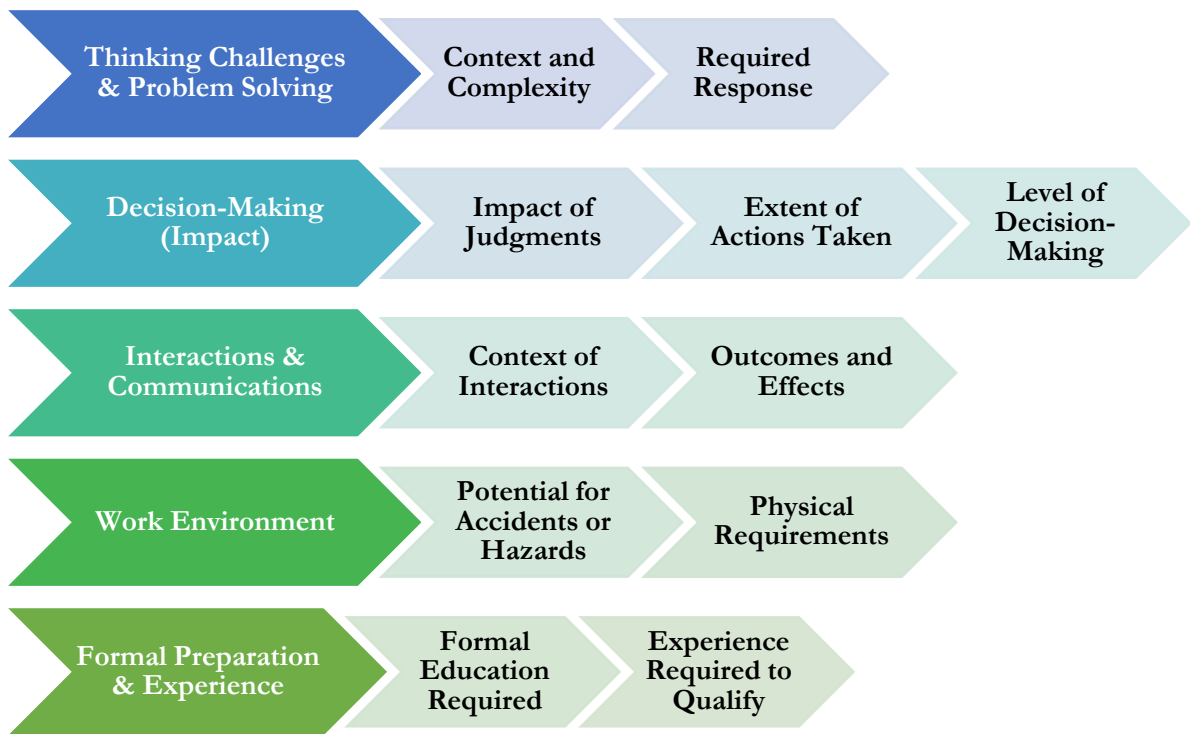 Thinking Challenges
& Problem Solving
Context and
Complexity
Required
Response
Decision-Making
(Impact)
Impact of
Judgments
Extent of
Actions Taken
Level of
Decision-
Making
Interactions &
Communications
Context of
Interactions
Outcomes and
Effects
Work Environment
Potential for
Accidents or
Hazards
Physical
Requirements
Formal Preparation
& Experience
Formal
Education
Required
Experience
Required to
Qualify